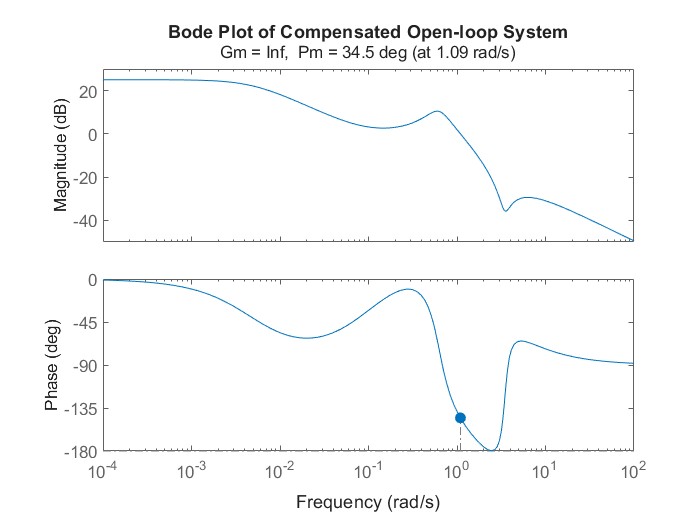 Bode Plot of Compensated Open-loop System
Gm = Inf,  Pm = 34.5 deg (at 1.09 rad/s)
Magnitude (dB)
20
0
-20
-40
Phase (deg)
0
-45
-90
-135
-180
10^-4 10^-3 10^-2 10^-1 10^0 10^1 10^2
Frequency (rad/s)